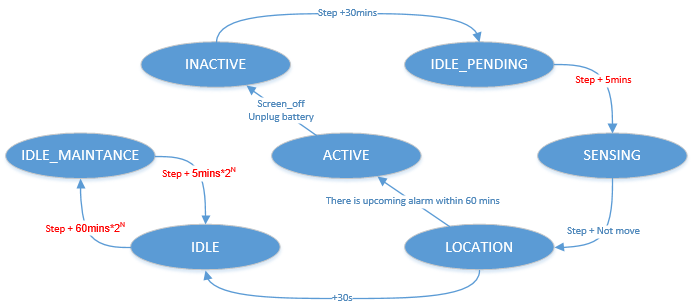 Step +30mins
INACTIVE
IDLE_PENDING
Step + 5mins
Screen_off
Unplug battery
IDLE_MAINTANCE
ACTIVE
SENSING
Step + 5mins*2^N
There is upcoming alarm within 60 mins
Step + 60mins*2^N
Step + Not move
IDLE
LOCATION
+30s